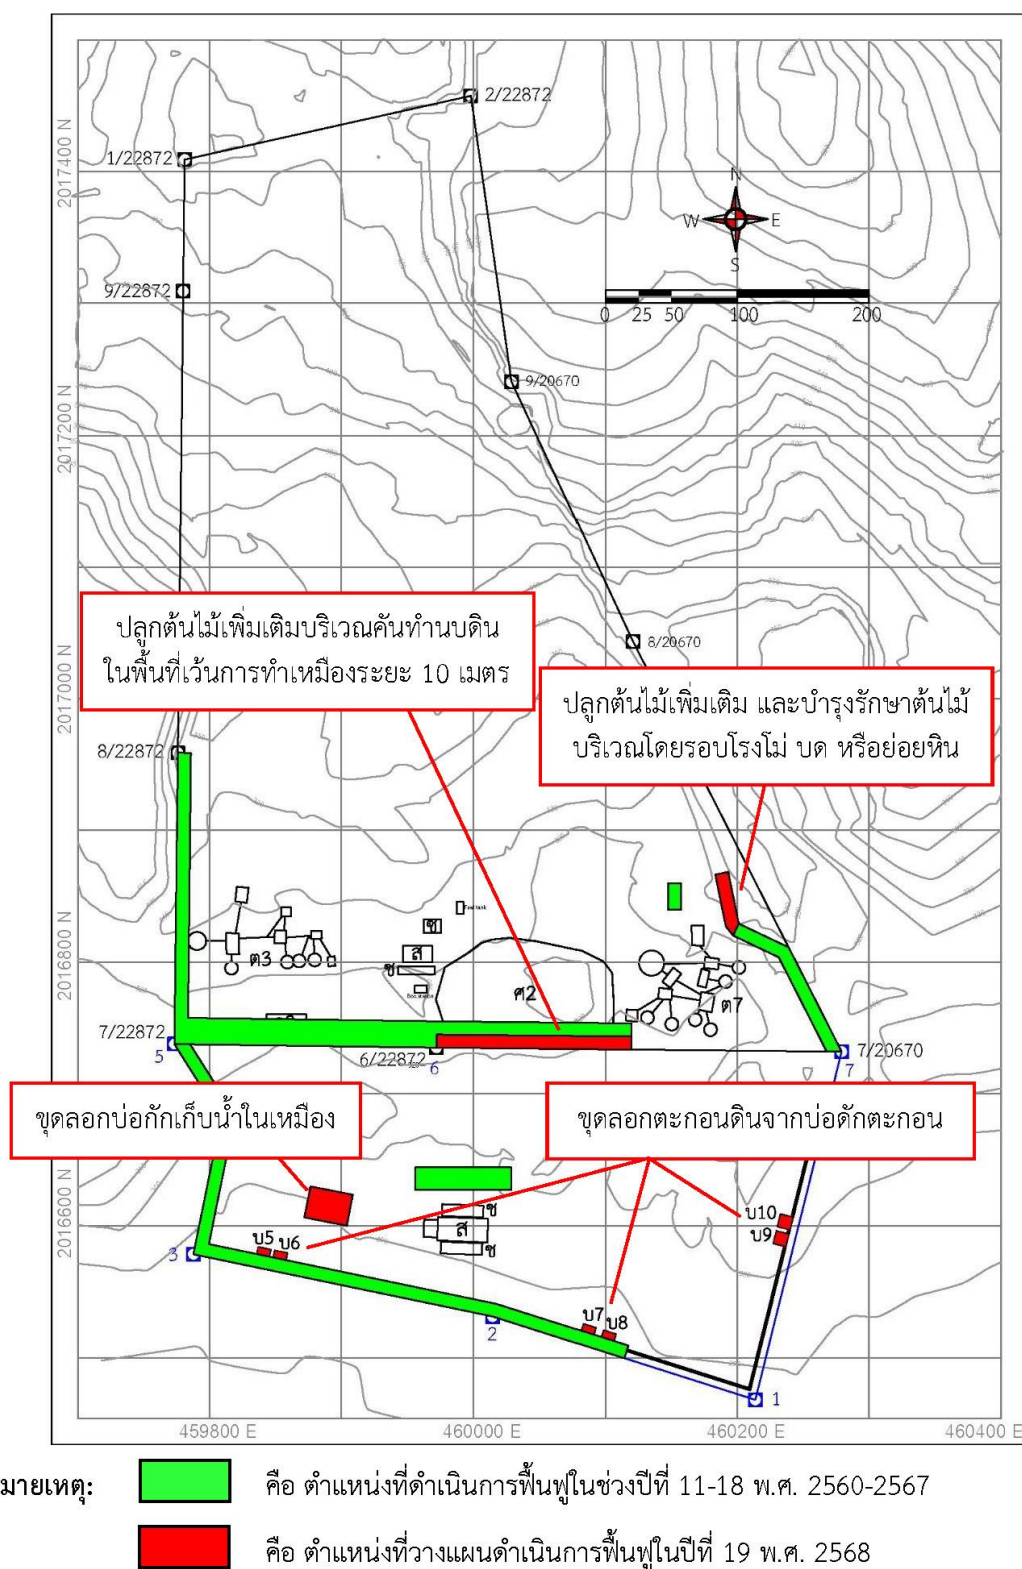 2/22872
1/22872
2017400 N
N
W E
S
9/22872
0 25 50 100 200
9/20670
2017200 N
ปลูกต้นไม้เพิ่มเติมบริเวณคันทำนบดิน
ในพื้นที่เว้นการทำเหมืองระยะ 10 เมตร
8/20670
2017000 N
ปลูกต้นไม้เพิ่มเติม และบำรุงรักษาต้นไม้
บริเวณโดยรอบโรงโม่ บด หรือย่อยหิน
8/22872
Fuel tank
ช
ส
ช
ต3
2016800 N
ศ2
ต7
7/22872
5
6/22872
6
7/20670
7
ขุดลอกบ่อกักเก็บน้ำในเหมือง
ขุดลอกตะกอนดินจากบ่อดักตะกอน
2016600 N
ช
ส
ช
บ10
บ9
บ5
บ6
3
บ7
บ8
2
1
459800 E
460000 E
460200 E
460400 E
มายเหตุ:
คือ ตำแหน่งที่ดำเนินการฟื้นฟูในช่วงปีที่ 11-18 พ.ศ. 2560-2567
คือ ตำแหน่งที่วางแผนดำเนินการฟื้นฟูในปีที่ 19 พ.ศ. 2568